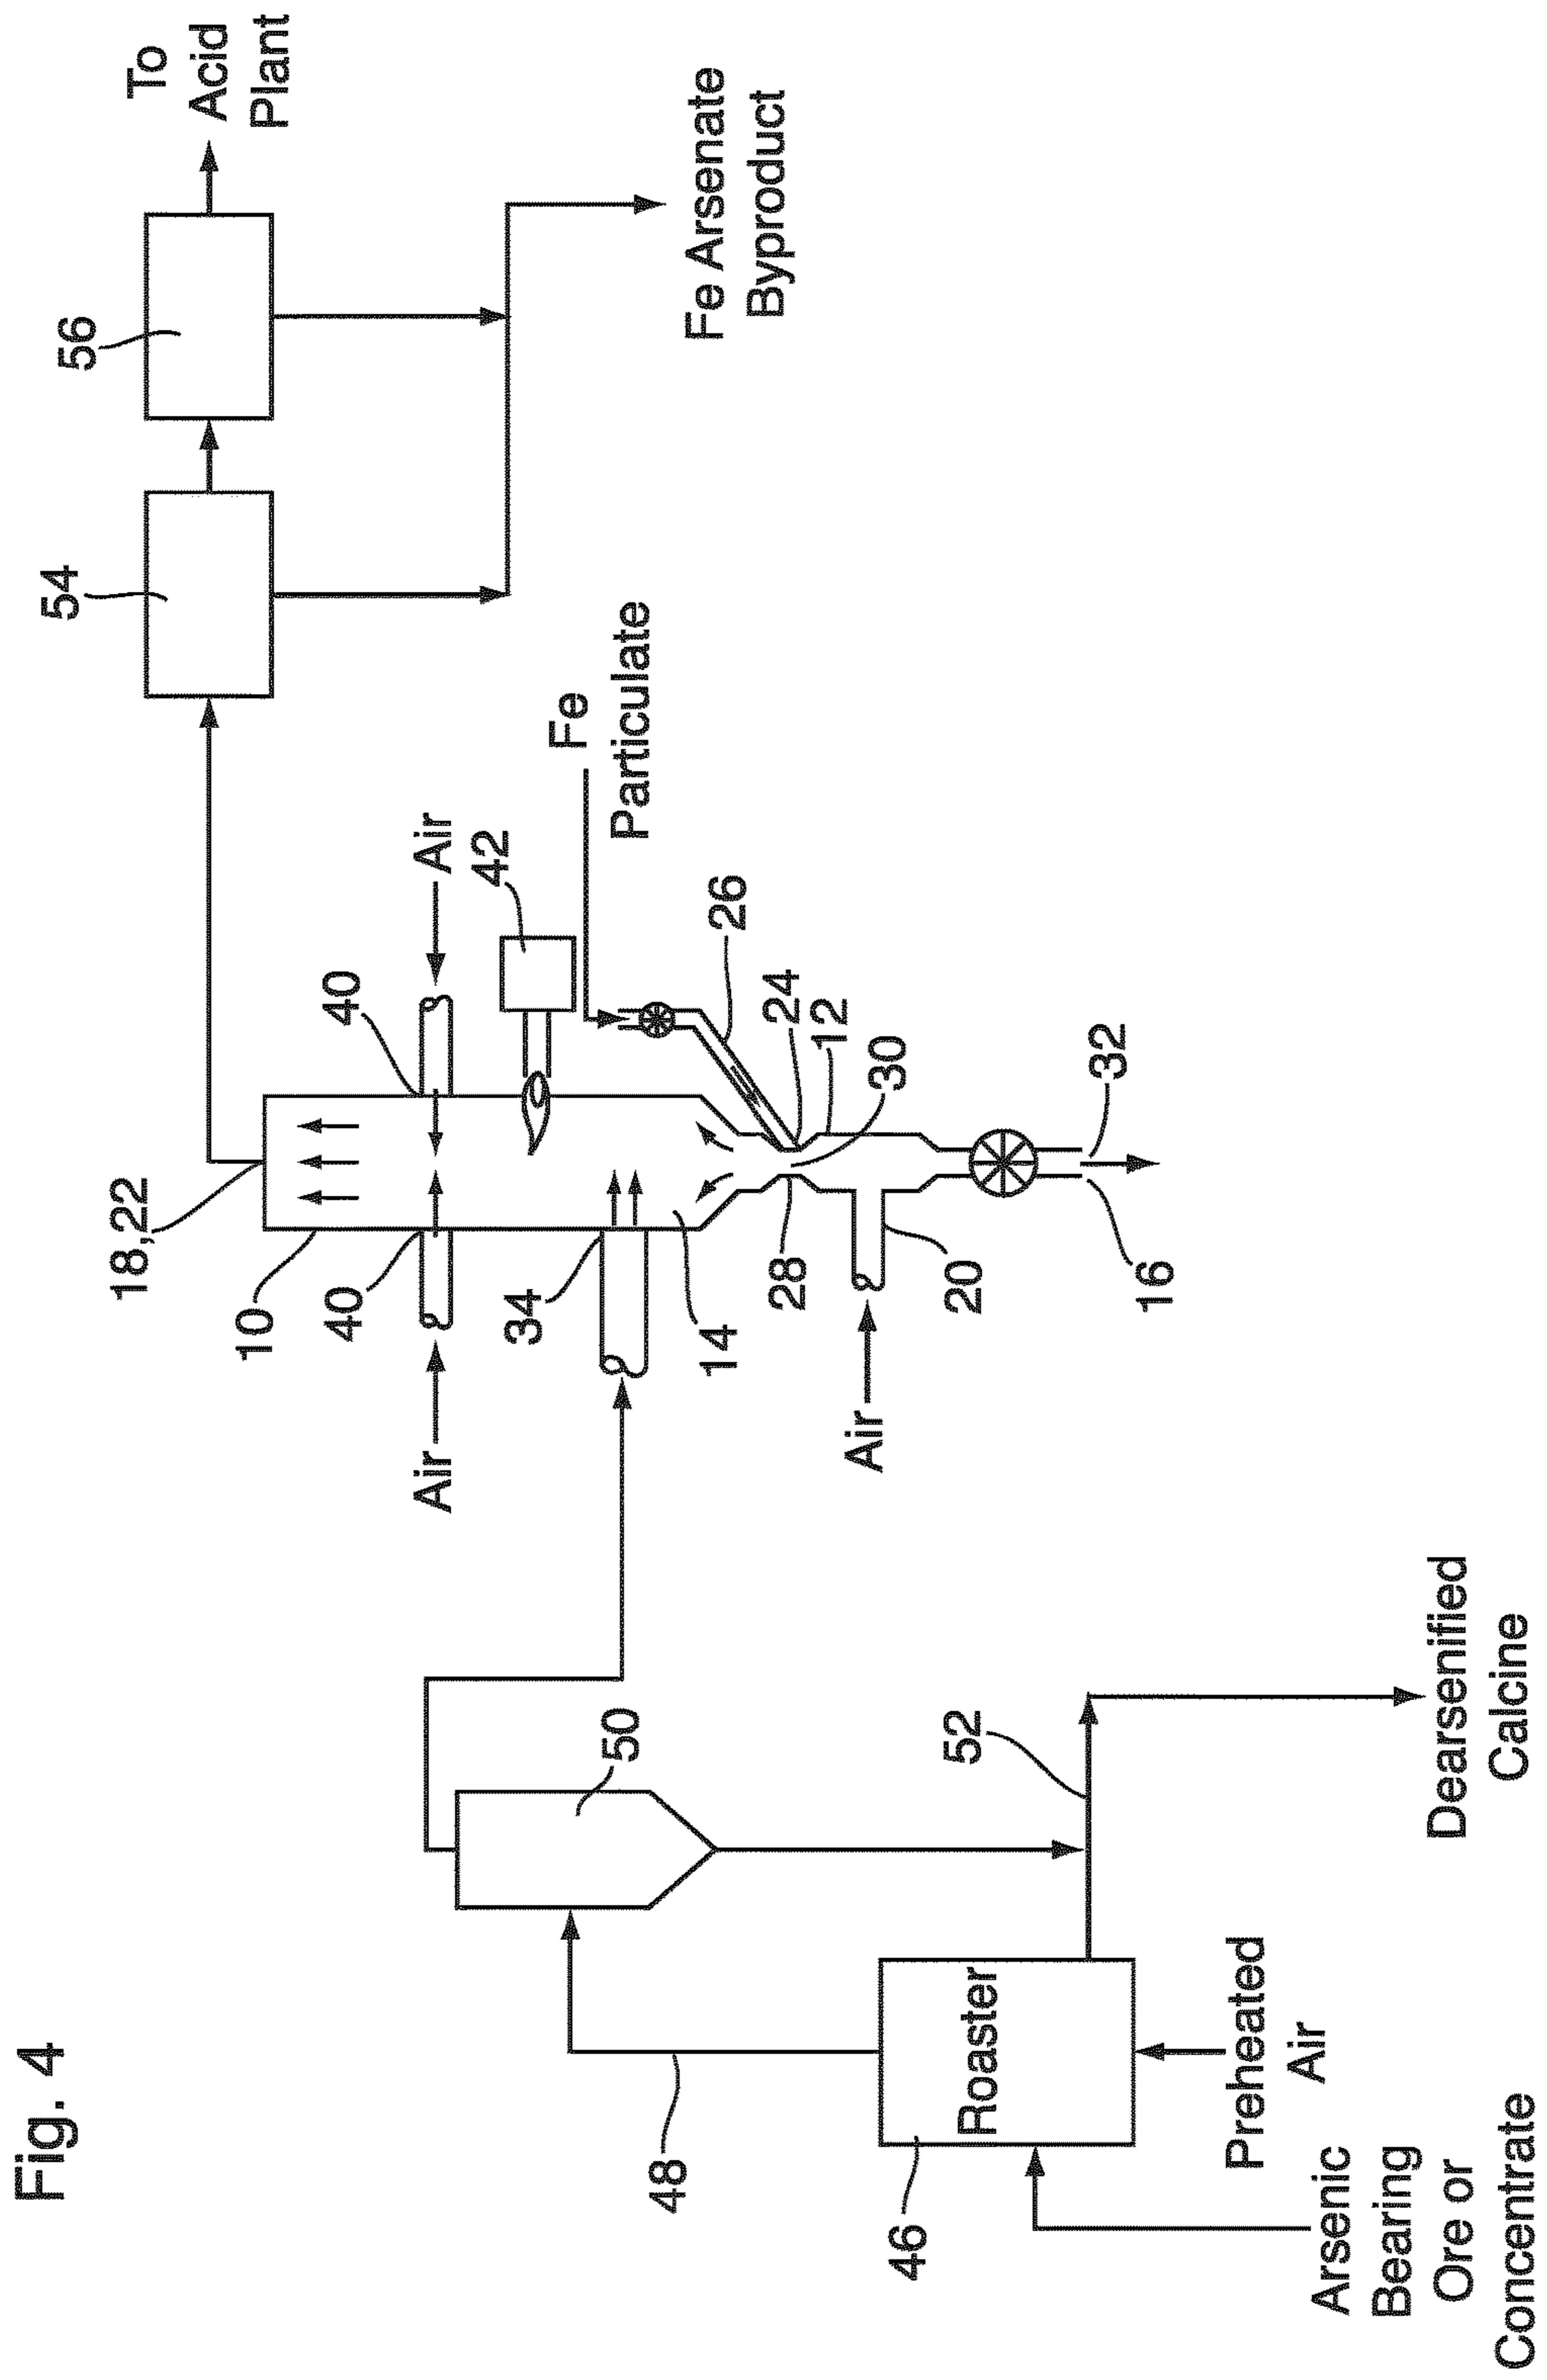 Fig. 4
Arsenic
Bearing
Ore or
Concentrate
Preheated
Air
Roaster
46
48
50
52
Dearsenified
Calcine
Air
Air
Air
10
18,22
40
40
34
14
28
20
16
32
30
12
24
26
42
Fe
Particulate
54
56
To
Acid
Plant
Fe Arsenate
Byproduct